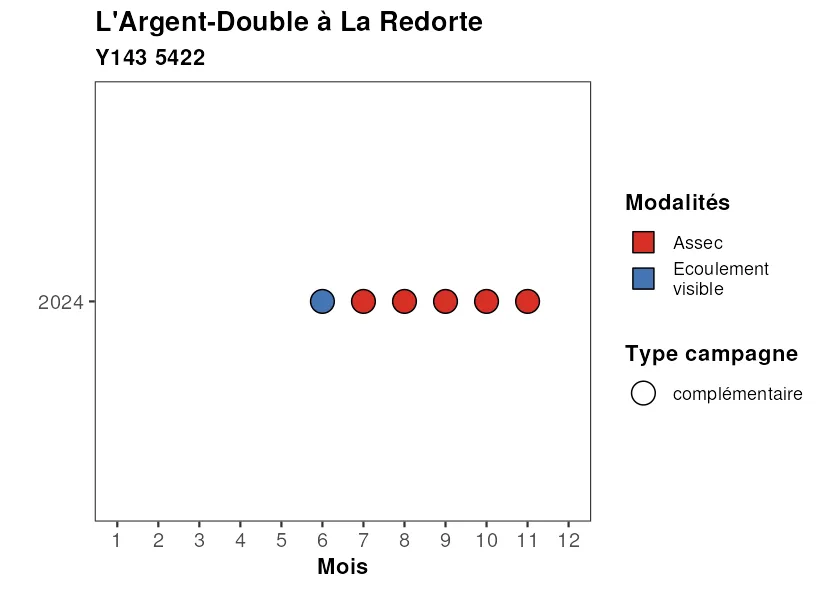 L'Argent-Double à La Redorte
Y143 5422
2024
1 2 3 4 5 6 7 8 9 10 11 12
Mois
Modalités
Assec
Ecoulement
visible
Type campagne
complémentaire